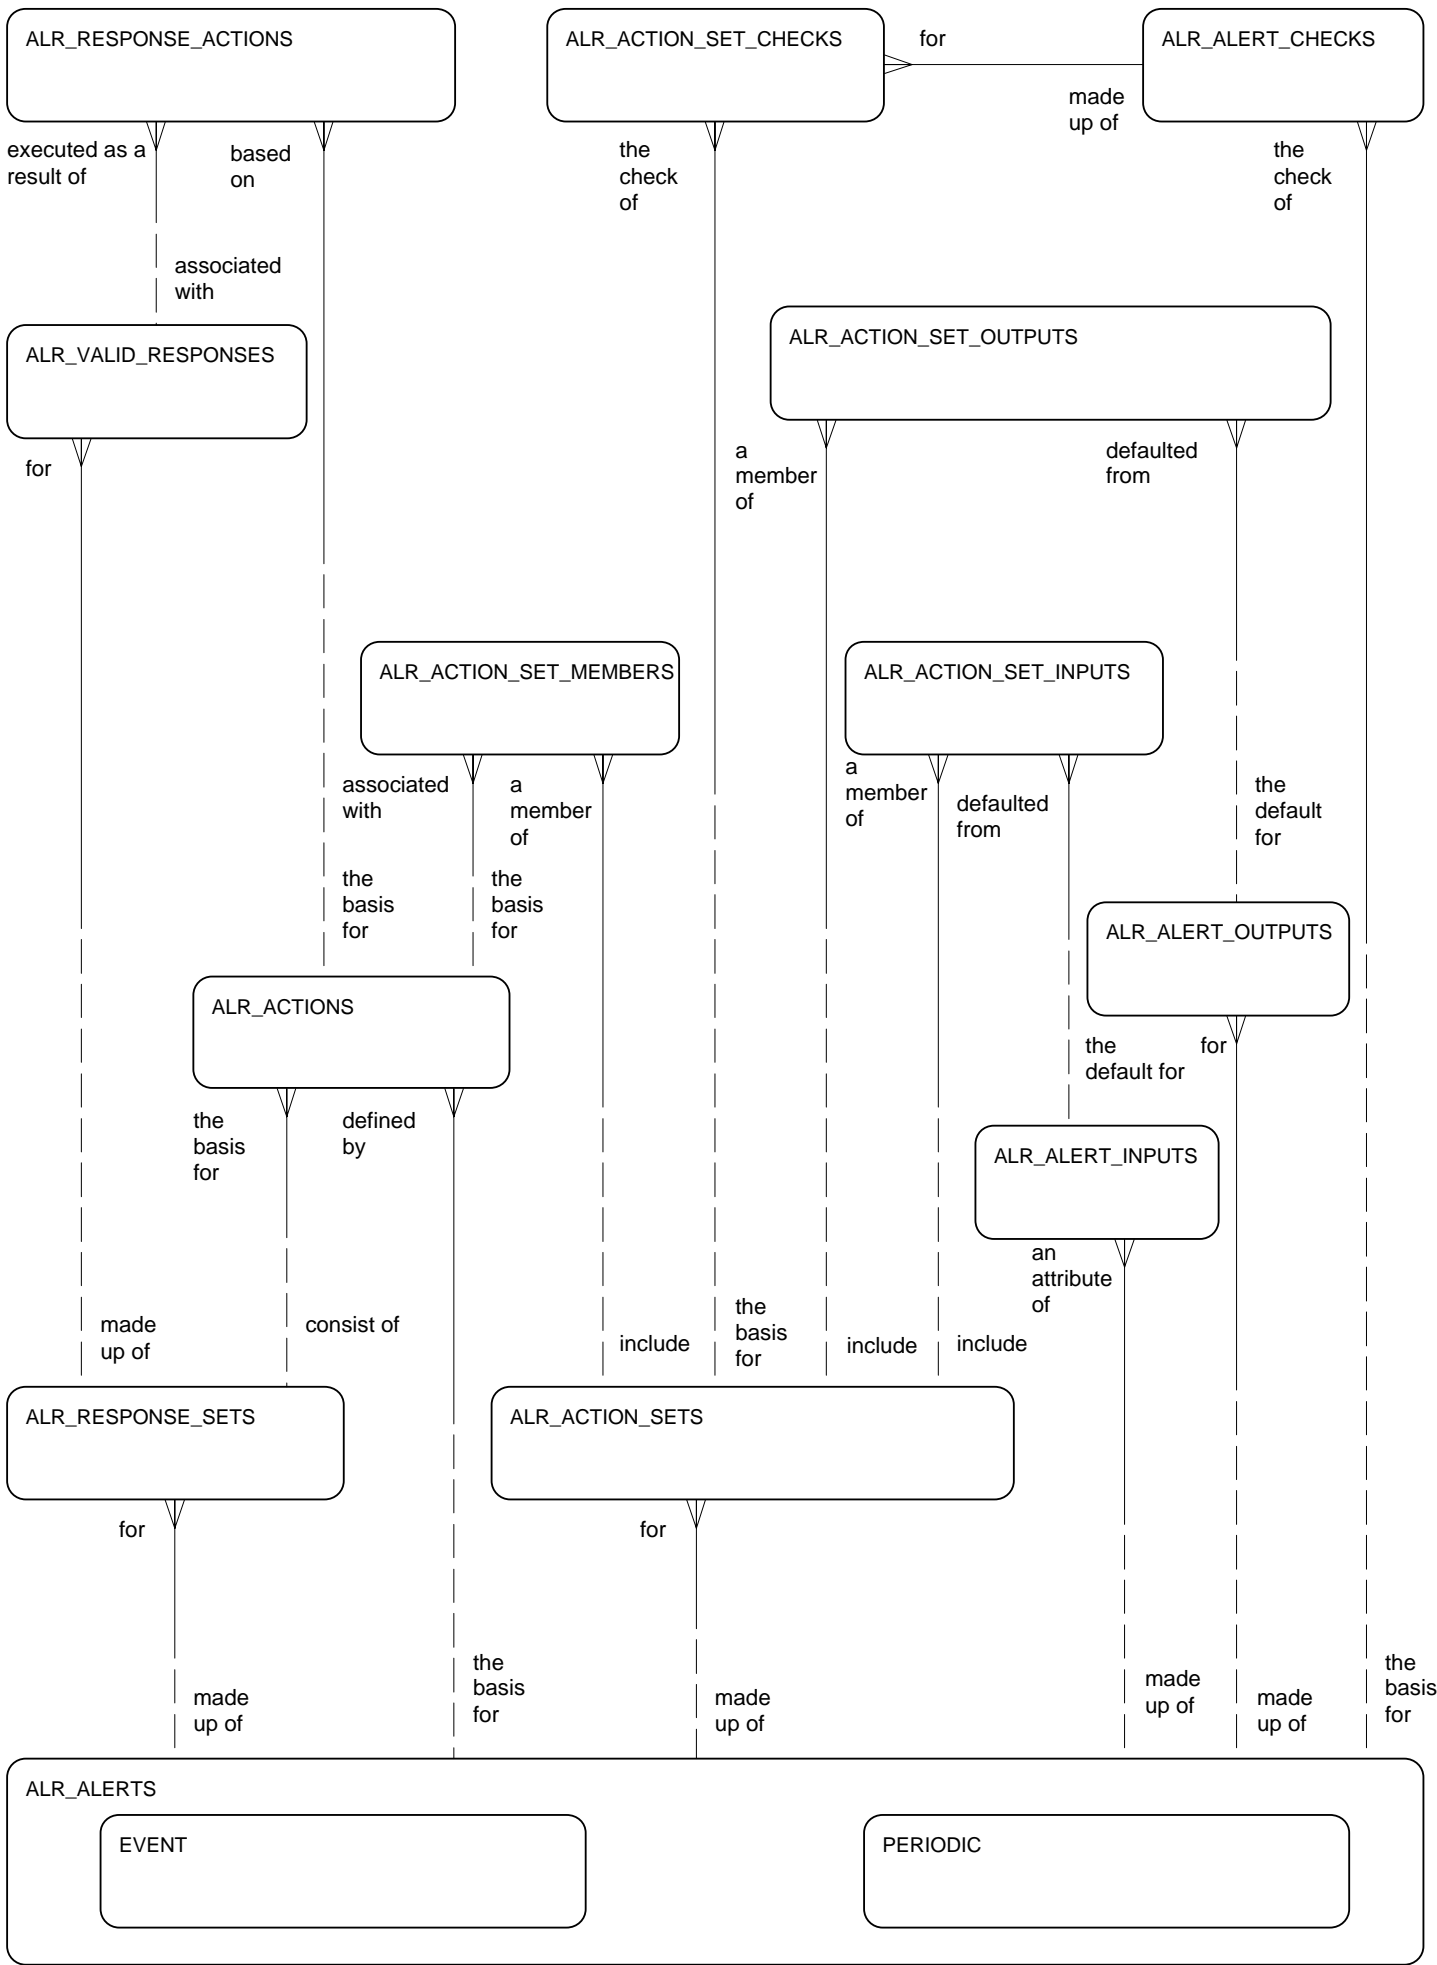 ALR_RESPONSE_ACTIONS
ALR_ACTION_SET_CHECKS
for
ALR_ALERT_CHECKS
made
up of
executed as a
result of
based
on
the
check
of
the
check
of
associated
with
ALR_VALID_RESPONSES
ALR_ACTION_SET_OUTPUTS
for
a
member
of
defaulted
from
ALR_ACTION_SET_MEMBERS
ALR_ACTION_SET_INPUTS
associated
with
a
member
of
a
member
of
defaulted
from
the
default
for
the
basis
for
the
basis
for
ALR_ALERT_OUTPUTS
ALR_ACTIONS
the
default for
for
the
basis
for
defined
by
ALR_ALERT_INPUTS
an
attribute
of
made
up of
consist of
include
the
basis
for
include
include
ALR_RESPONSE_SETS
ALR_ACTION_SETS
for
for
made
up of
the
basis
for
made
up of
made
up of
made
up of
the
basis
for
ALR_ALERTS
EVENT
PERIODIC